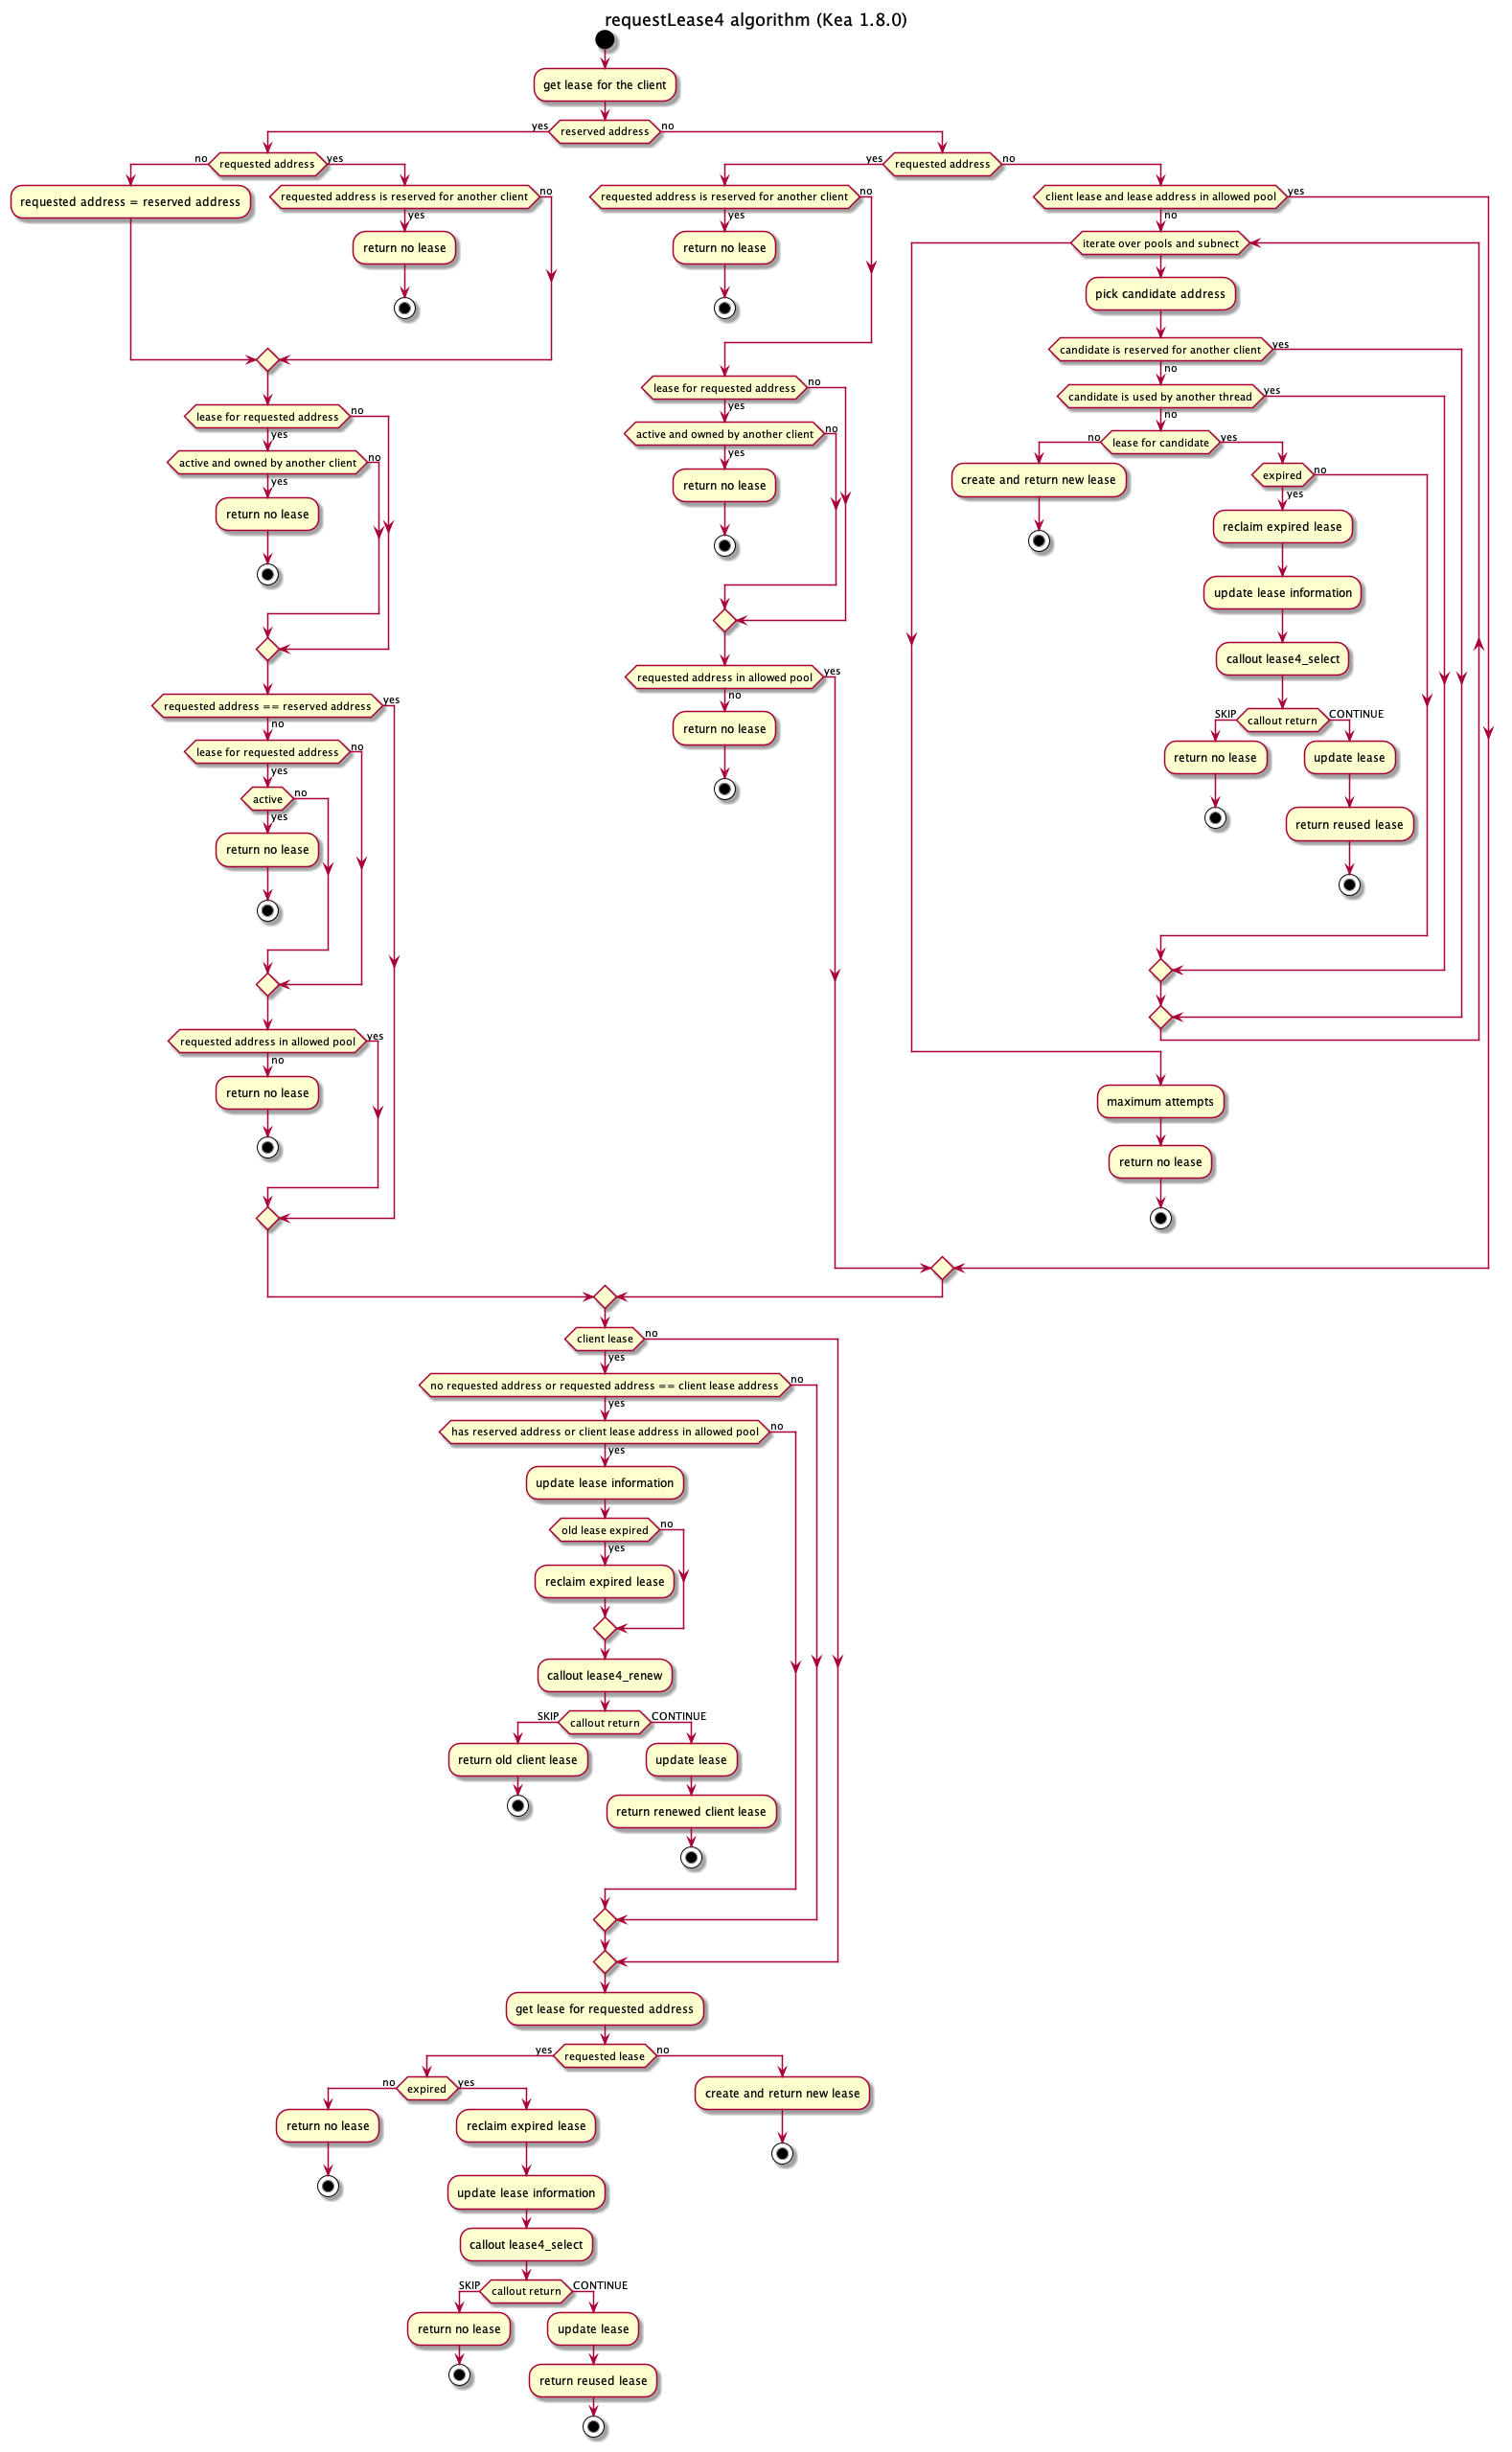 requestLease4 algorithm (Kea 1.8.0)
get lease for the client
yes
reserved address
no
no
requested address
yes
requested address = reserved address
requested address is reserved for another client
no
yes
return no lease
lease for requested address
no
yes
active and owned by another client
no
yes
return no lease
requested address == reserved address
yes
no
lease for requested address
no
yes
active
no
yes
return no lease
requested address in allowed pool
yes
no
return no lease
yes
requested address
no
requested address is reserved for another client
no
yes
return no lease
lease for requested address
no
yes
active and owned by another client
no
yes
return no lease
requested address in allowed pool
yes
no
return no lease
client lease and lease address in allowed pool
yes
no
iterate over pools and subnect
pick candidate address
candidate is reserved for another client
yes
no
candidate is used by another thread
yes
no
no
lease for candidate
yes
create and return new lease
expired
no
yes
reclaim expired lease
update lease information
callout lease4_select
SKIP
callout return
CONTINUE
return no lease
update lease
return reused lease
maximum attempts
return no lease
client lease
no
yes
no requested address or requested address == client lease address
no
yes
has reserved address or client lease address in allowed pool
no
yes
update lease information
old lease expired
no
yes
reclaim expired lease
callout lease4_renew
SKIP
callout return
CONTINUE
return old client lease
update lease
return renewed client lease
get lease for requested address
yes
requested lease
no
no
expired
yes
create and return new lease
return no lease
reclaim expired lease
update lease information
callout lease4_select
SKIP
callout return
CONTINUE
return no lease
update lease
return reused lease